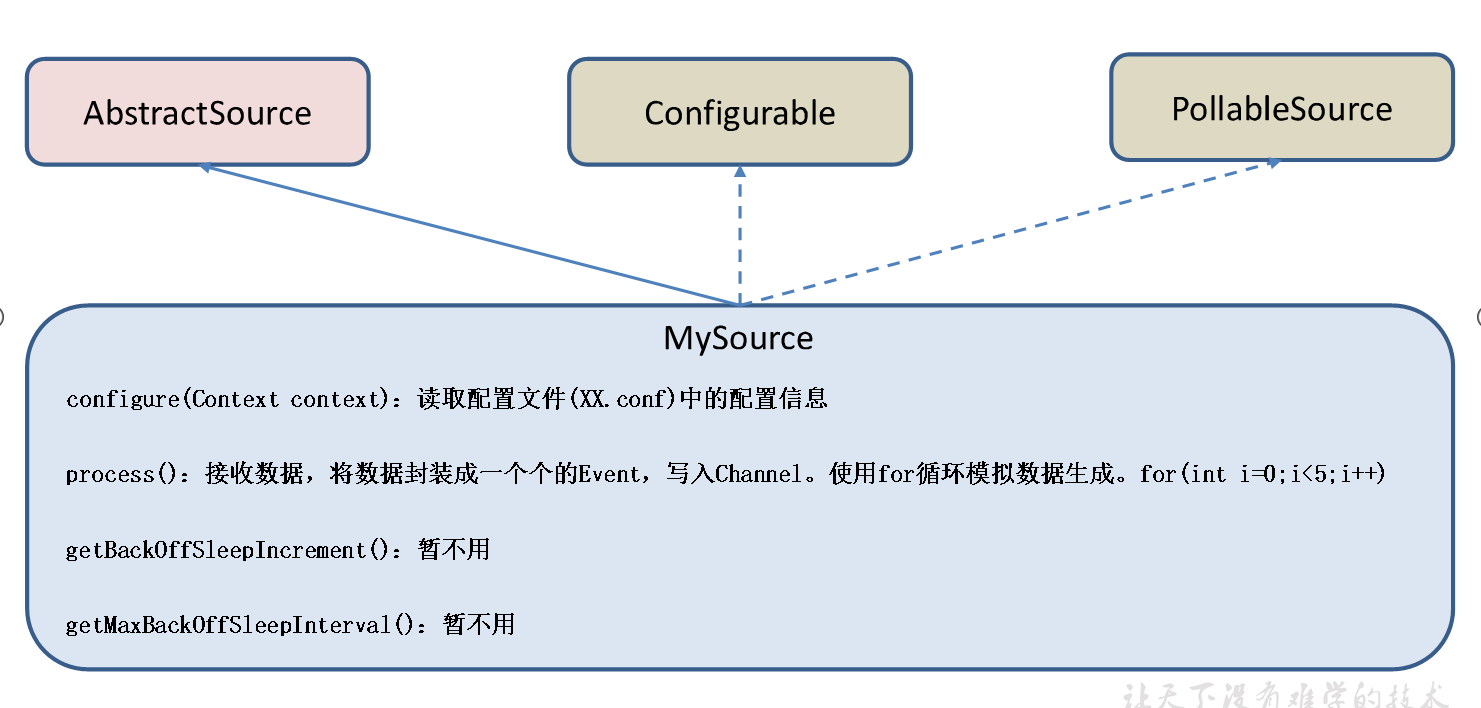 AbstractSource
Configurable
PollableSource
MySource
configure(Context context)：读取配置文件(XX.conf)中的配置信息
process()：接收数据，将数据封装成一个个的Event，写入Channel。使用for循环模拟数据生成。for(int i=0;i<5;i++)
getBackOffSleepIncrement()：暂不用
getMaxBackOffSleepInterval()：暂不用
让天下没有难学的技术